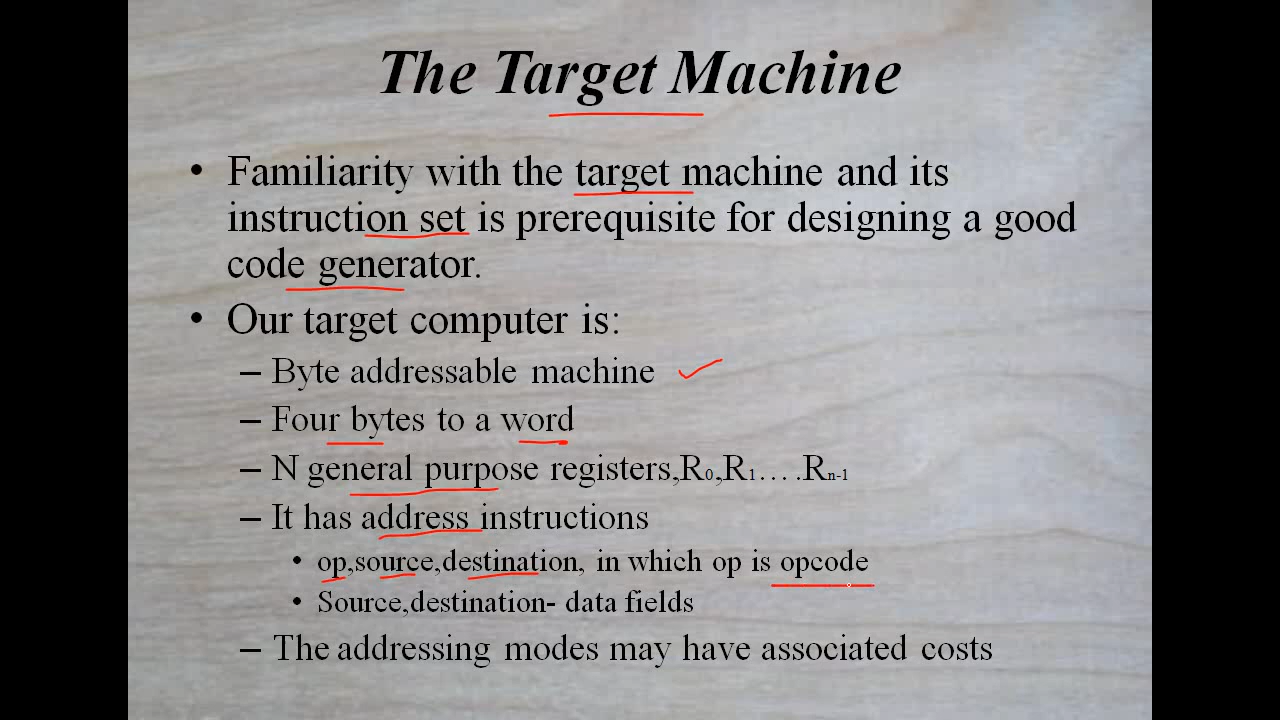 The Target Machine
• Familiarity with the target machine and its
instruction set is prerequisite for designing a good
code generator.
• Our target computer is:
– Byte addressable machine
– Four bytes to a word
– N general purpose registers,R0,R1…..Rn-1
– It has address instructions
• op,source,destination, in which op is opcode
• Source,destination- data fields
– The addressing modes may have associated costs